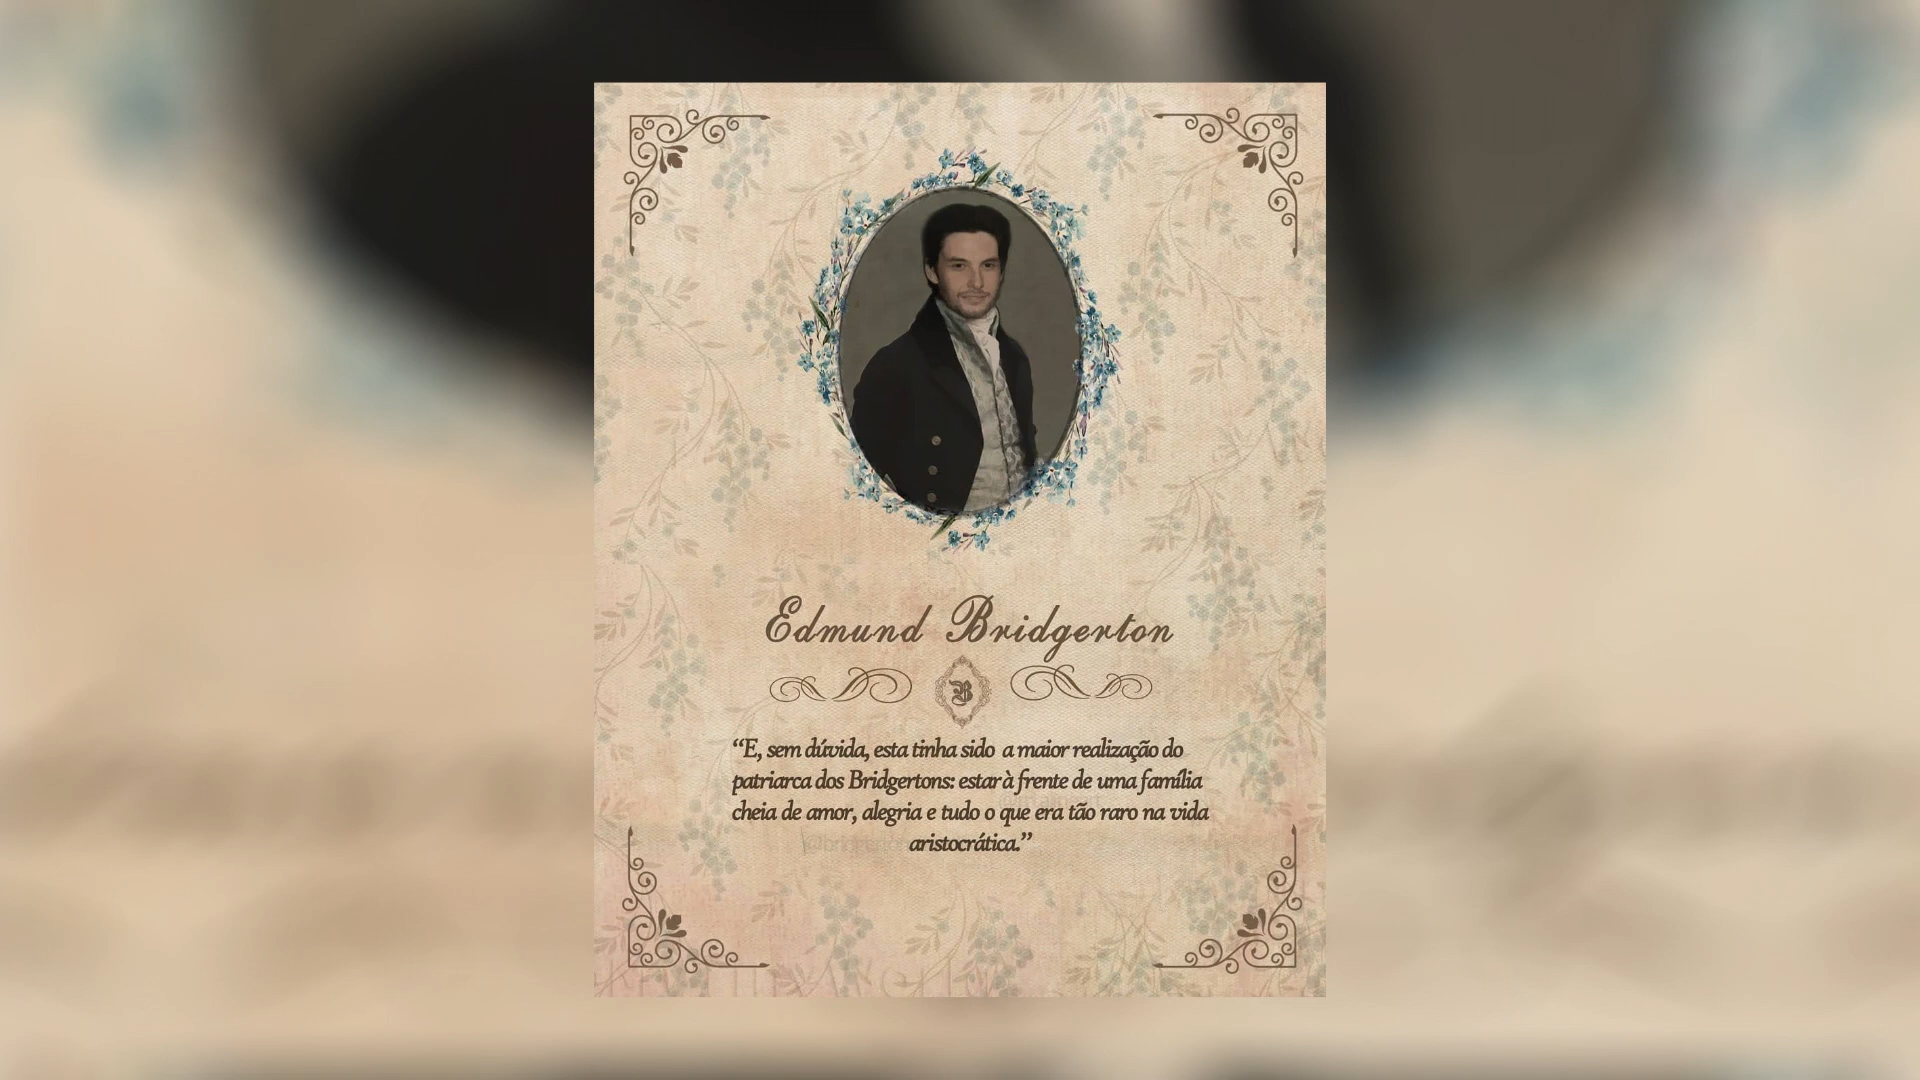 Edmund Bridgerton
B
“E, sem dúvida, esta tinha sido a maior realização do
patriarca dos Bridgertons: estar à frente de uma família
cheia de amor, alegria e tudo o que era tão raro na vida
aristocrática.”